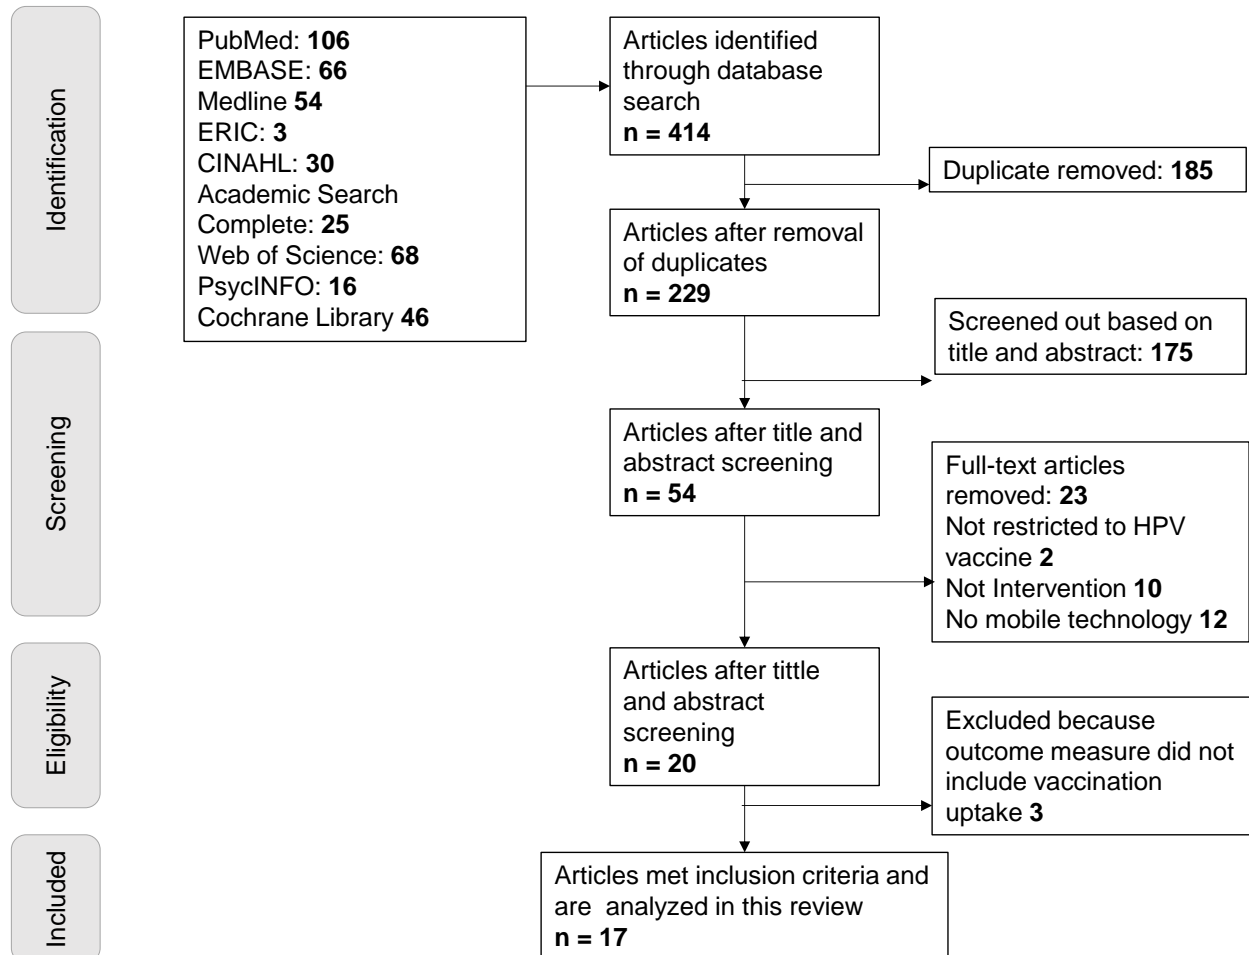 Identification
PubMed: 106
EMBASE: 66
Medline 54
ERIC: 3
CINAHL: 30
Academic Search
Complete: 25
Web of Science: 68
PsycINFO: 16
Cochrane Library 46
Articles identified
through database
search
n = 414
Duplicate removed: 185
Articles after removal
of duplicates
n = 229
Screening
Screened out based on
title and abstract: 175
Articles after title and
abstract screening
n = 54
Full-text articles
removed: 23
Not restricted to HPV
vaccine 2
Not Intervention 10
No mobile technology 12
Eligibility
Articles after tittle
and abstract
screening
n = 20
Excluded because
outcome measure did not
include vaccination
uptake 3
Included
Articles met inclusion criteria and
are analyzed in this review
n = 17